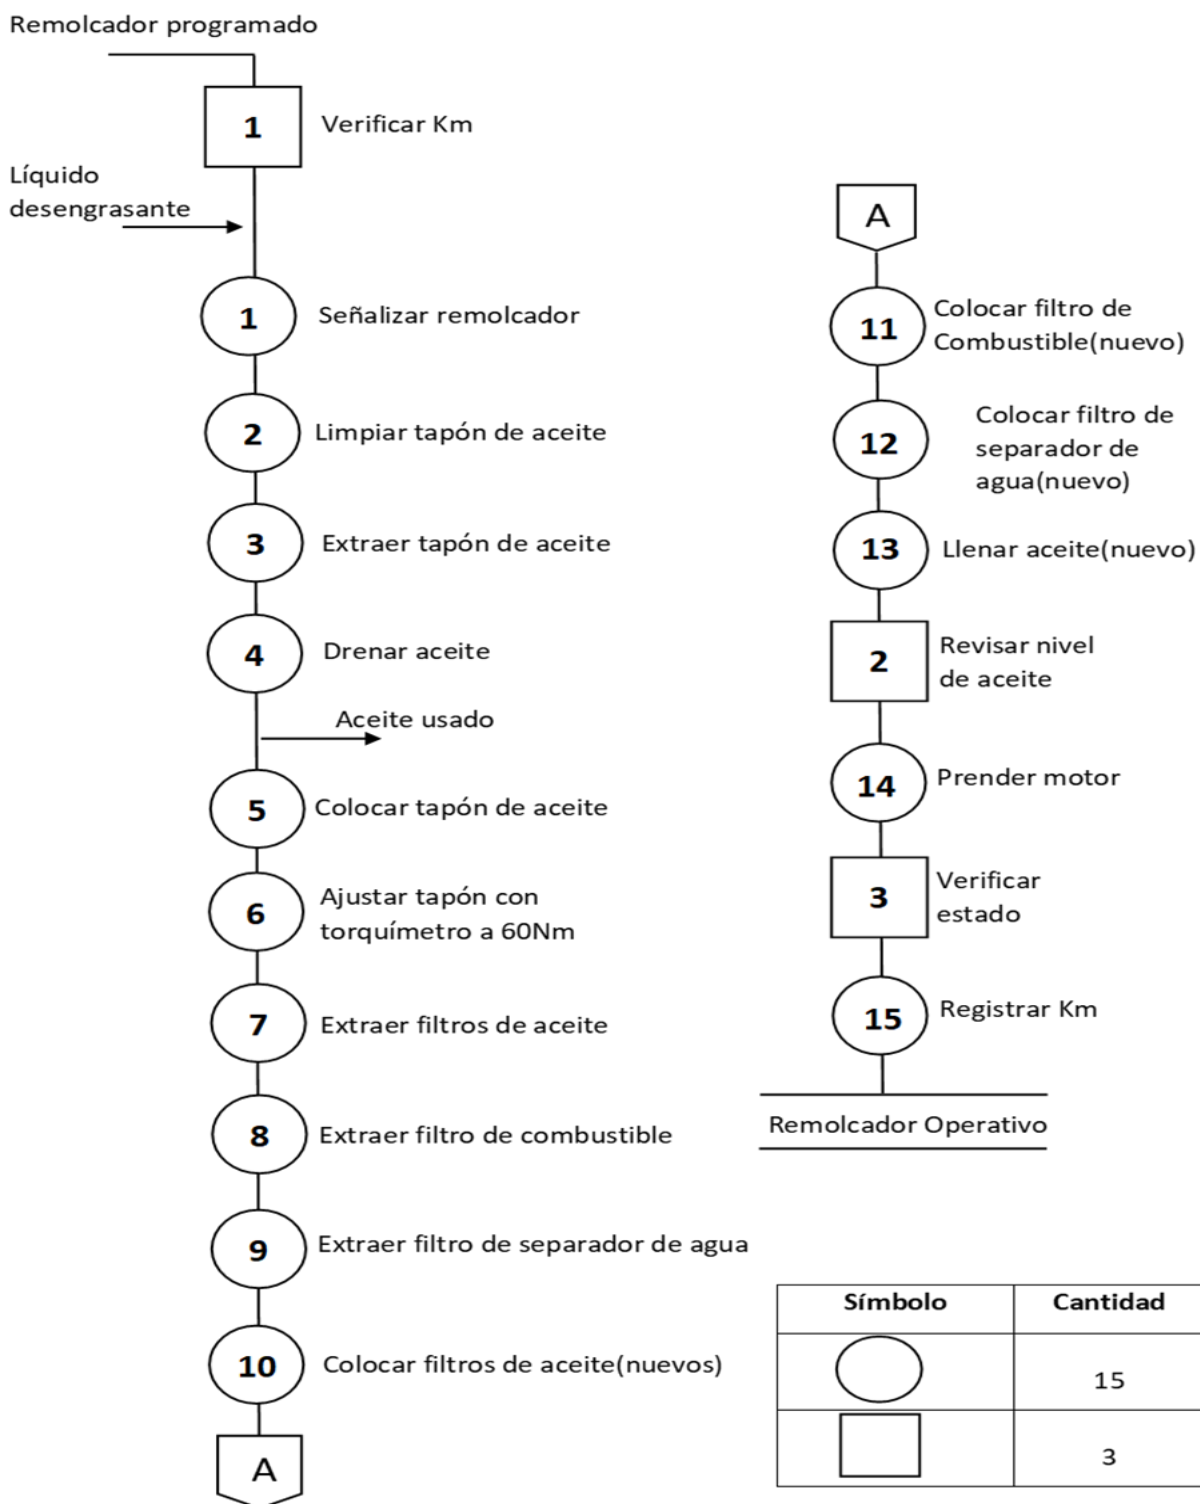 Remolcador programado
1
Verificar Km
Líquido
desengrasante
1
Señalizar remolcador
2
Limpiar tapón de aceite
3
Extraer tapón de aceite
4
Drenar aceite
Aceite usado
5
Colocar tapón de aceite
6
Ajustar tapón con
torquímetro a 60Nm
7
Extraer filtros de aceite
8
Extraer filtro de combustible
9
Extraer filtro de separador de agua
10
Colocar filtros de aceite(nuevos)
A
A
11
Colocar filtro de
Combustible(nuevo)
12
Colocar filtro de
separador de
agua(nuevo)
13
Llenar aceite(nuevo)
2
Revisar nivel
de aceite
14
Prender motor
3
Verificar
estado
15
Registrar Km
Remolcador Operativo
Símbolo Cantidad
15
3